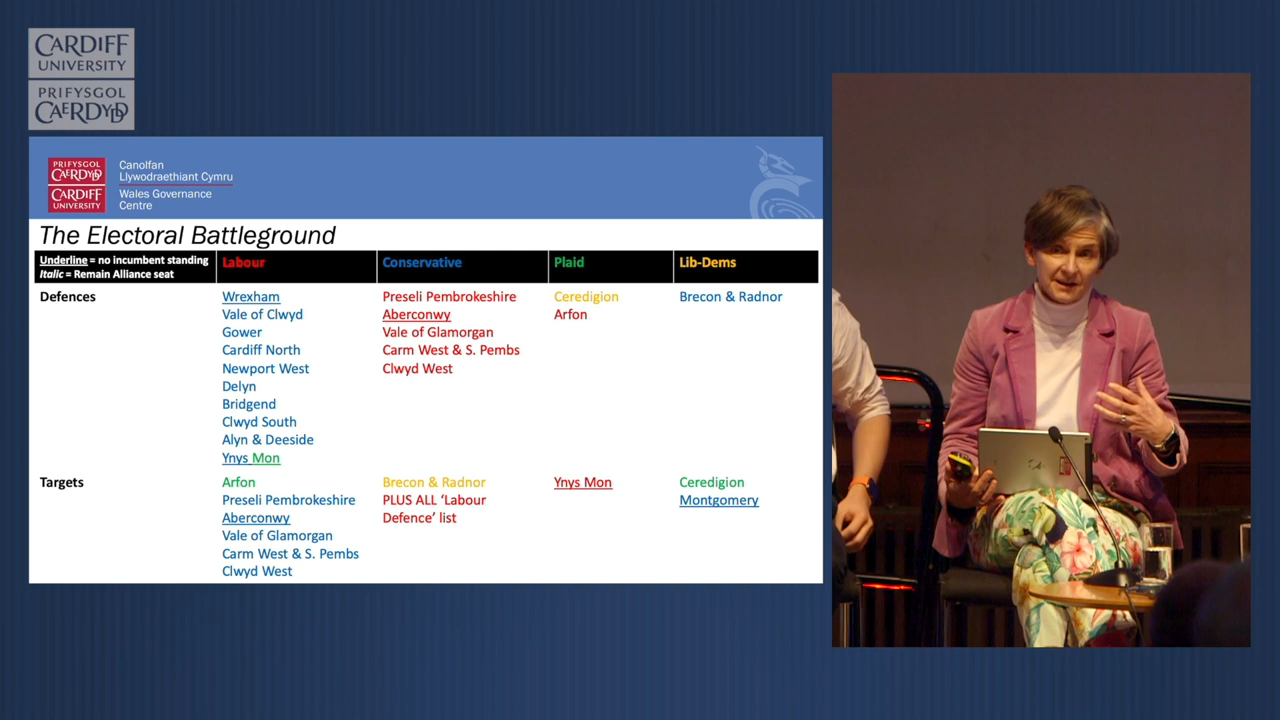 CARDIFF
UNIVERSITY
PRIFYSGOL
CAERDYDD
PRIFYSGOL
CAERDYDD
CARDIFF
UNIVERSITY
Canolfan
Llywodraethiant Cymru
Wales Governance
Centre
The Electoral Battleground
Underline = no incumbent standing
Italic = Remain Alliance seat
Labour
Conservative
Plaid
Lib-Dems
Defences
Wrexham
Vale of Clwyd
Gower
Cardiff North
Newport West
Delyn
Bridgend
Clwyd South
Alyn & Deeside
Ynys Mon
Preseli Pembrokeshire
Aberconwy
Vale of Glamorgan
Carm West & S. Pembs
Clwyd West
Ceredigion
Arfon
Brecon & Radnor
Targets
Arfon
Preseli Pembrokeshire
Aberconwy
Vale of Glamorgan
Carm West & S. Pembs
Clwyd West
Brecon & Radnor
PLUS ALL ‘Labour
Defence’ list
Ynys Mon
Ceredigion
Montgomery